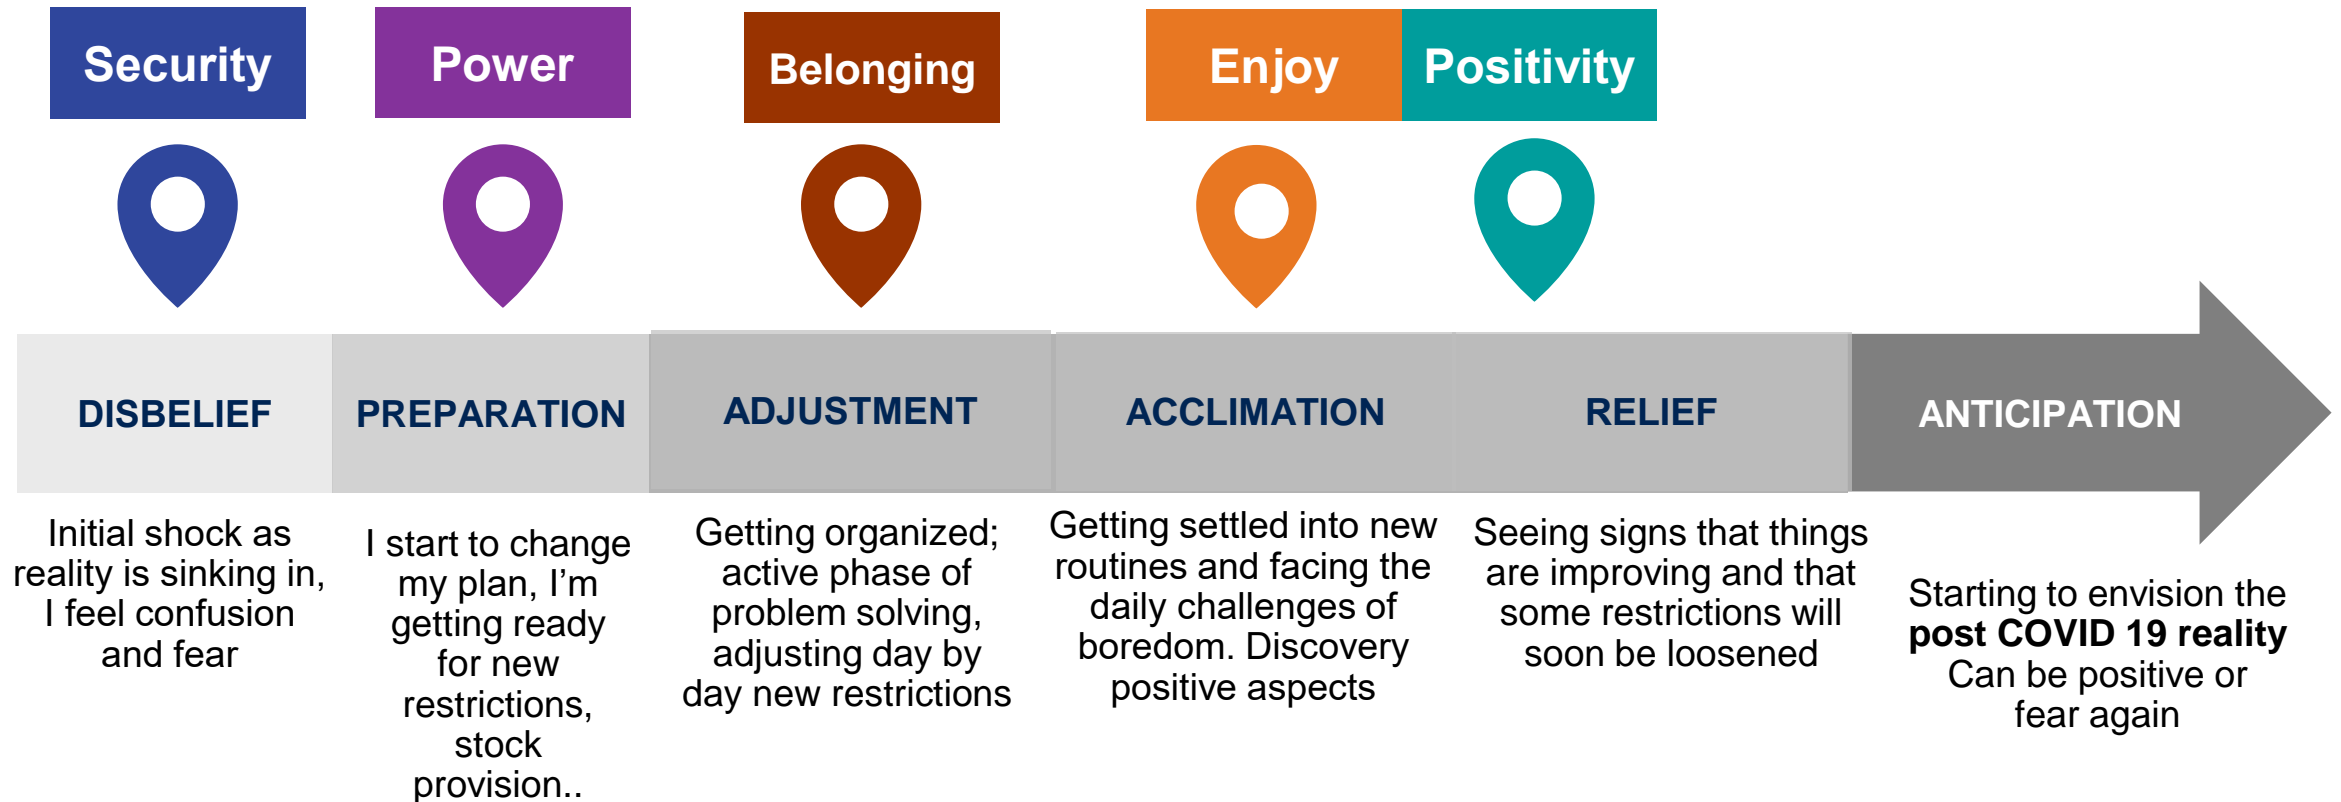 Security
Power
Belonging
Enjoy
Positivity
DISBELIEF
PREPARATION
ADJUSTMENT
ACCLIMATION
RELIEF
ANTICIPATION
Initial shock as
reality is sinking in,
I feel confusion
and fear
I start to change
my plan, I’m
getting ready
for new
restrictions,
stock
provision..
Getting organized;
active phase of
problem solving,
adjusting day by
day new restrictions
Getting settled into new
routines and facing the
daily challenges of
boredom. Discovery
positive aspects
Seeing signs that things
are improving and that
some restrictions will
soon be loosened
Starting to envision the
post COVID 19 reality
Can be positive or
fear again